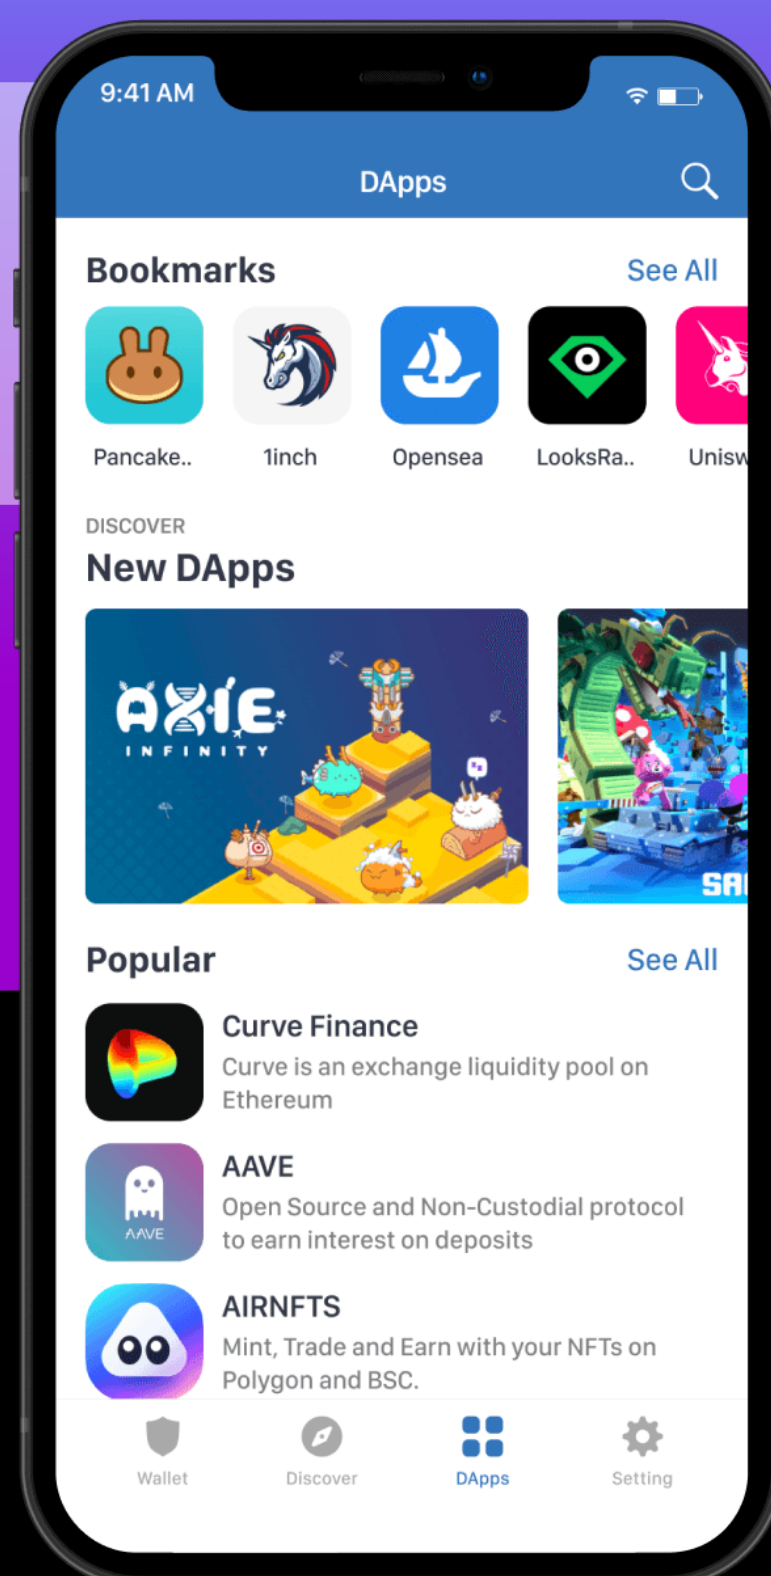 9:41 AM
DApps
Bookmarks
See All
Pancake..
1inch
Opensea
LooksRa..
Unisw
DISCOVER
New DApps
AXIE
INFINITY
SA
Popular
See All
Curve Finance
Curve is an exchange liquidity pool on
Ethereum
AAVE
AAVE
Open Source and Non-Custodial protocol
to earn interest on deposits
AIRNFTS
Mint, Trade and Earn with your NFTs on
Polygon and BSC.
Wallet
Discover
DApps
Setting